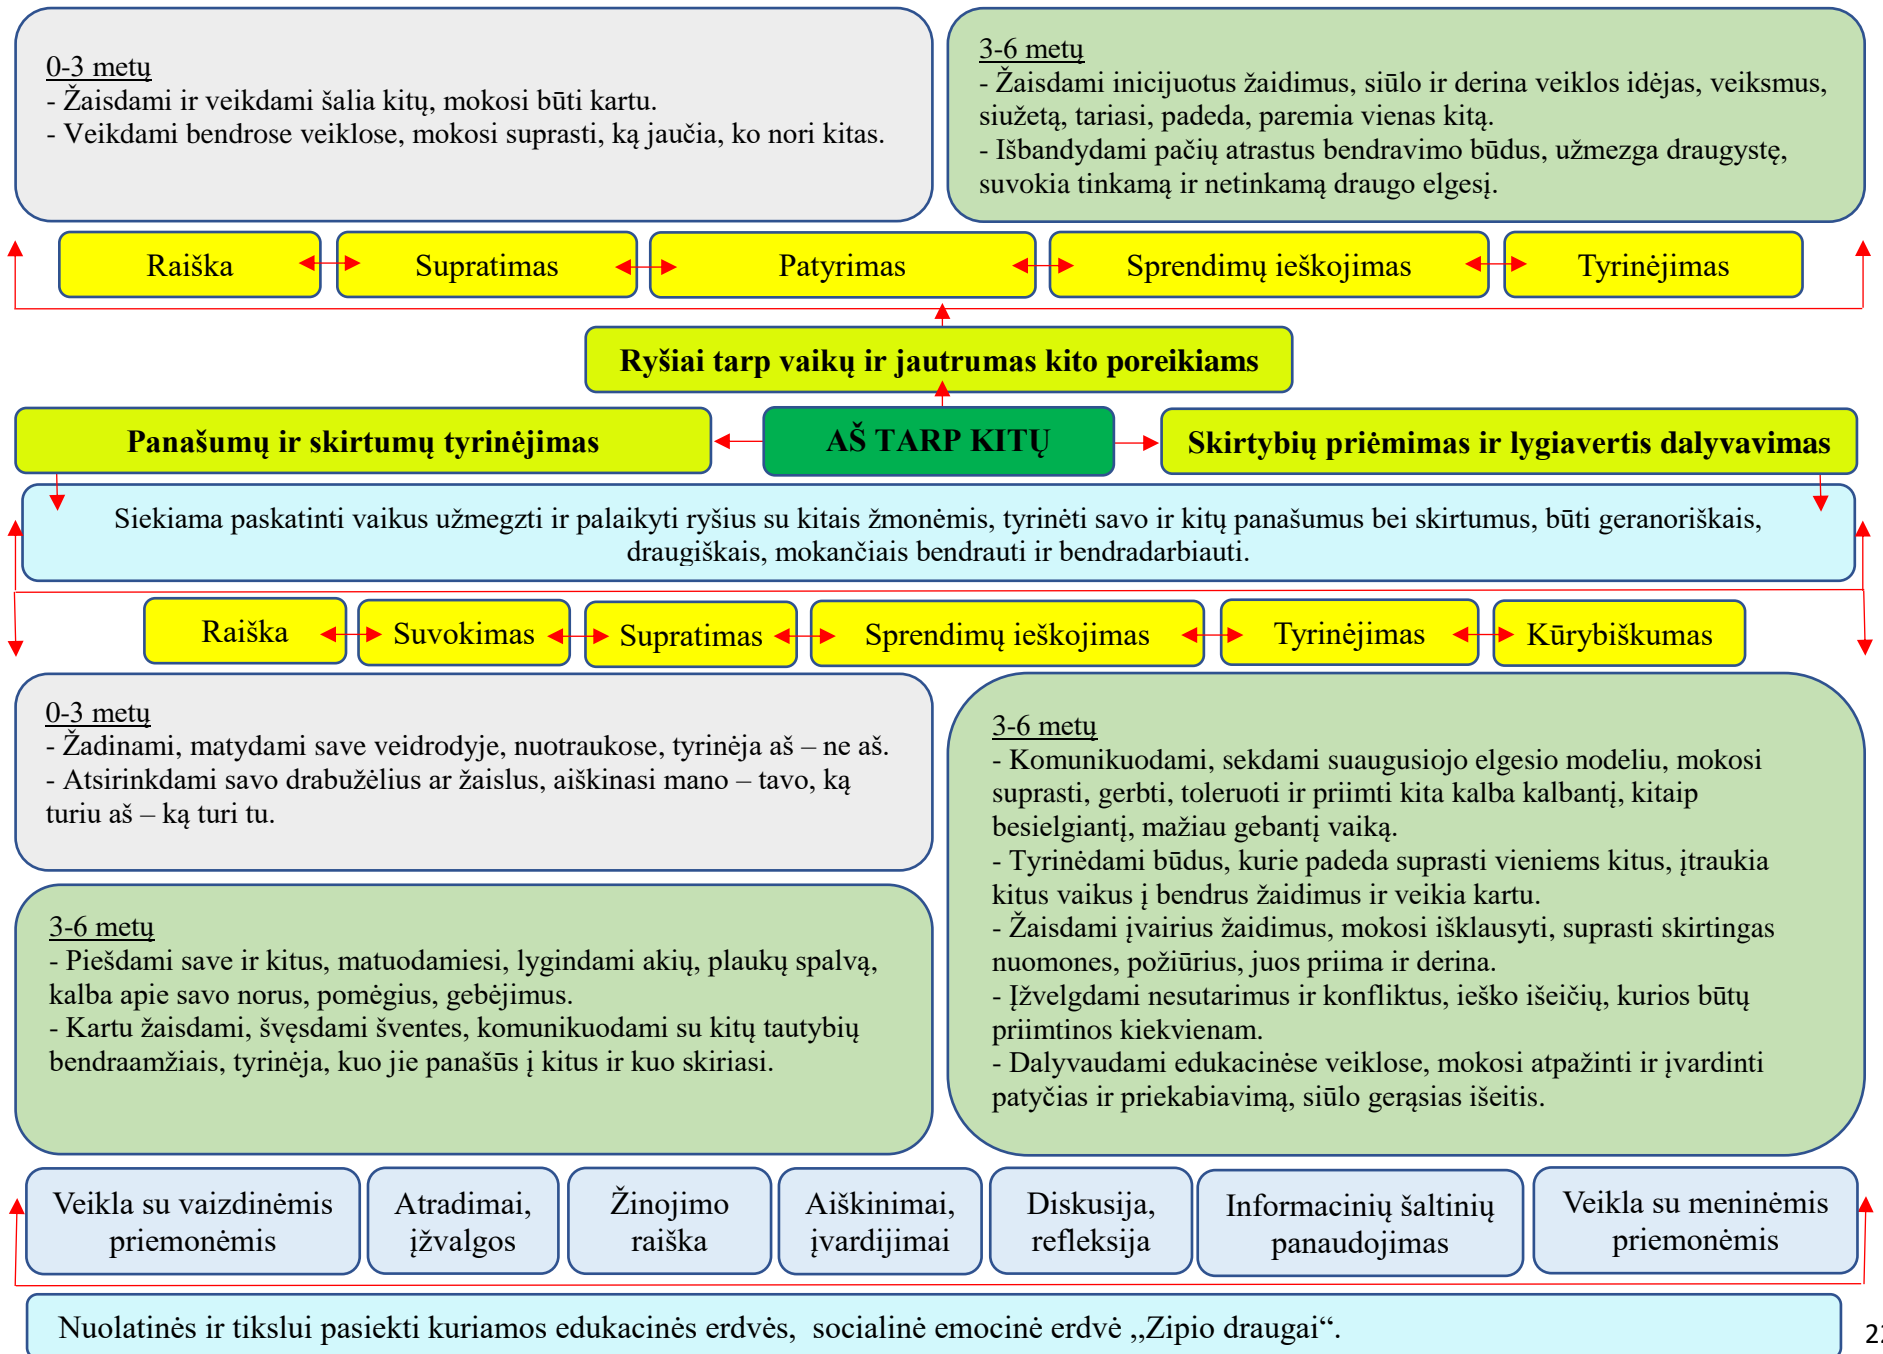 0-3 metų
- Žaisdami ir veikdami šalia kitų, mokosi būti kartu.
- Veikdami bendrose veiklose, mokosi suprasti, ką jaučia, ko nori kitas.
3-6 metų
- Žaisdami inicijuotus žaidimus, siūlo ir derina veiklos idėjas, veiksmus,
siužetą, tariasi, padeda, paremia vienas kitą.
- Išbandydami pačių atrastus bendravimo būdus, užmezga draugystę,
suvokia tinkamą ir netinkamą draugo elgesį.
Raiška
Supratimas
Patyrimas
Sprendimų ieškojimas
Tyrinėjimas
Ryšiai tarp vaikų ir jautrumas kito poreikiams
Panašumų ir skirtumų tyrinėjimas
AŠ TARP KITŲ
Skirtybių priėmimas ir lygiavertis dalyvavimas
Siekiama paskatinti vaikus užmegzti ir palaikyti ryšius su kitais žmonėmis, tyrinėti savo ir kitų panašumus bei skirtumus, būti geranoriškais,
draugiškais, mokančiais bendrauti ir bendradarbiauti.
Raiška
Suvokimas
Supratimas
Sprendimų ieškojimas
Tyrinėjimas
Kūrybiškumas
0-3 metų
- Žadinami, matydami save veidrodyje, nuotraukose, tyrinėja aš – ne aš.
- Atsirinkdami savo drabužėlius ar žaislus, aiškinasi mano – tavo, ką
turiu aš – ką turi tu.
3-6 metų
- Piešdami save ir kitus, matuodamiesi, lygindami akių, plaukų spalvą,
kalba apie savo norus, pomėgius, gebėjimus.
- Kartu žaisdami, švęsdami šventes, komunikuodami su kitų tautybių
bendraamžiais, tyrinėja, kuo jie panašūs į kitus ir kuo skiriasi.
3-6 metų
- Komunikuodami, sekdami suaugusiojo elgesio modeliu, mokosi
suprasti, gerbti, toleruoti ir priimti kita kalba kalbantį, kitaip
besielgiantį, mažiau gebantį vaiką.
- Tyrinėdami būdus, kurie padeda suprasti vieniems kitus, įtraukia
kitus vaikus į bendrus žaidimus ir veikia kartu.
- Žaisdami įvairius žaidimus, mokosi išklausyti, suprasti skirtingas
nuomones, požiūrius, juos priima ir derina.
- Įžvelgdami nesutarimus ir konfliktus, ieško išeičių, kurios būtų
priimtinos kiekvienam.
- Dalyvaudami edukacinėse veiklose, mokosi atpažinti ir įvardinti
patyčias ir priekabiavimą, siūlo gerąsias išeitis.
Veikla su vaizdinėmis
priemonėmis
Atradimai,
įžvalgos
Žinojimo
raiška
Aiškinimai,
įvardijimai
Diskusija,
refleksija
Informacinių šaltinių
panaudojimas
Veikla su meninėmis
priemonėmis
Nuolatinės ir tikslui pasiekti kuriamos edukacinės erdvės, socialinė emocinė erdvė ,,Zipio draugai“.